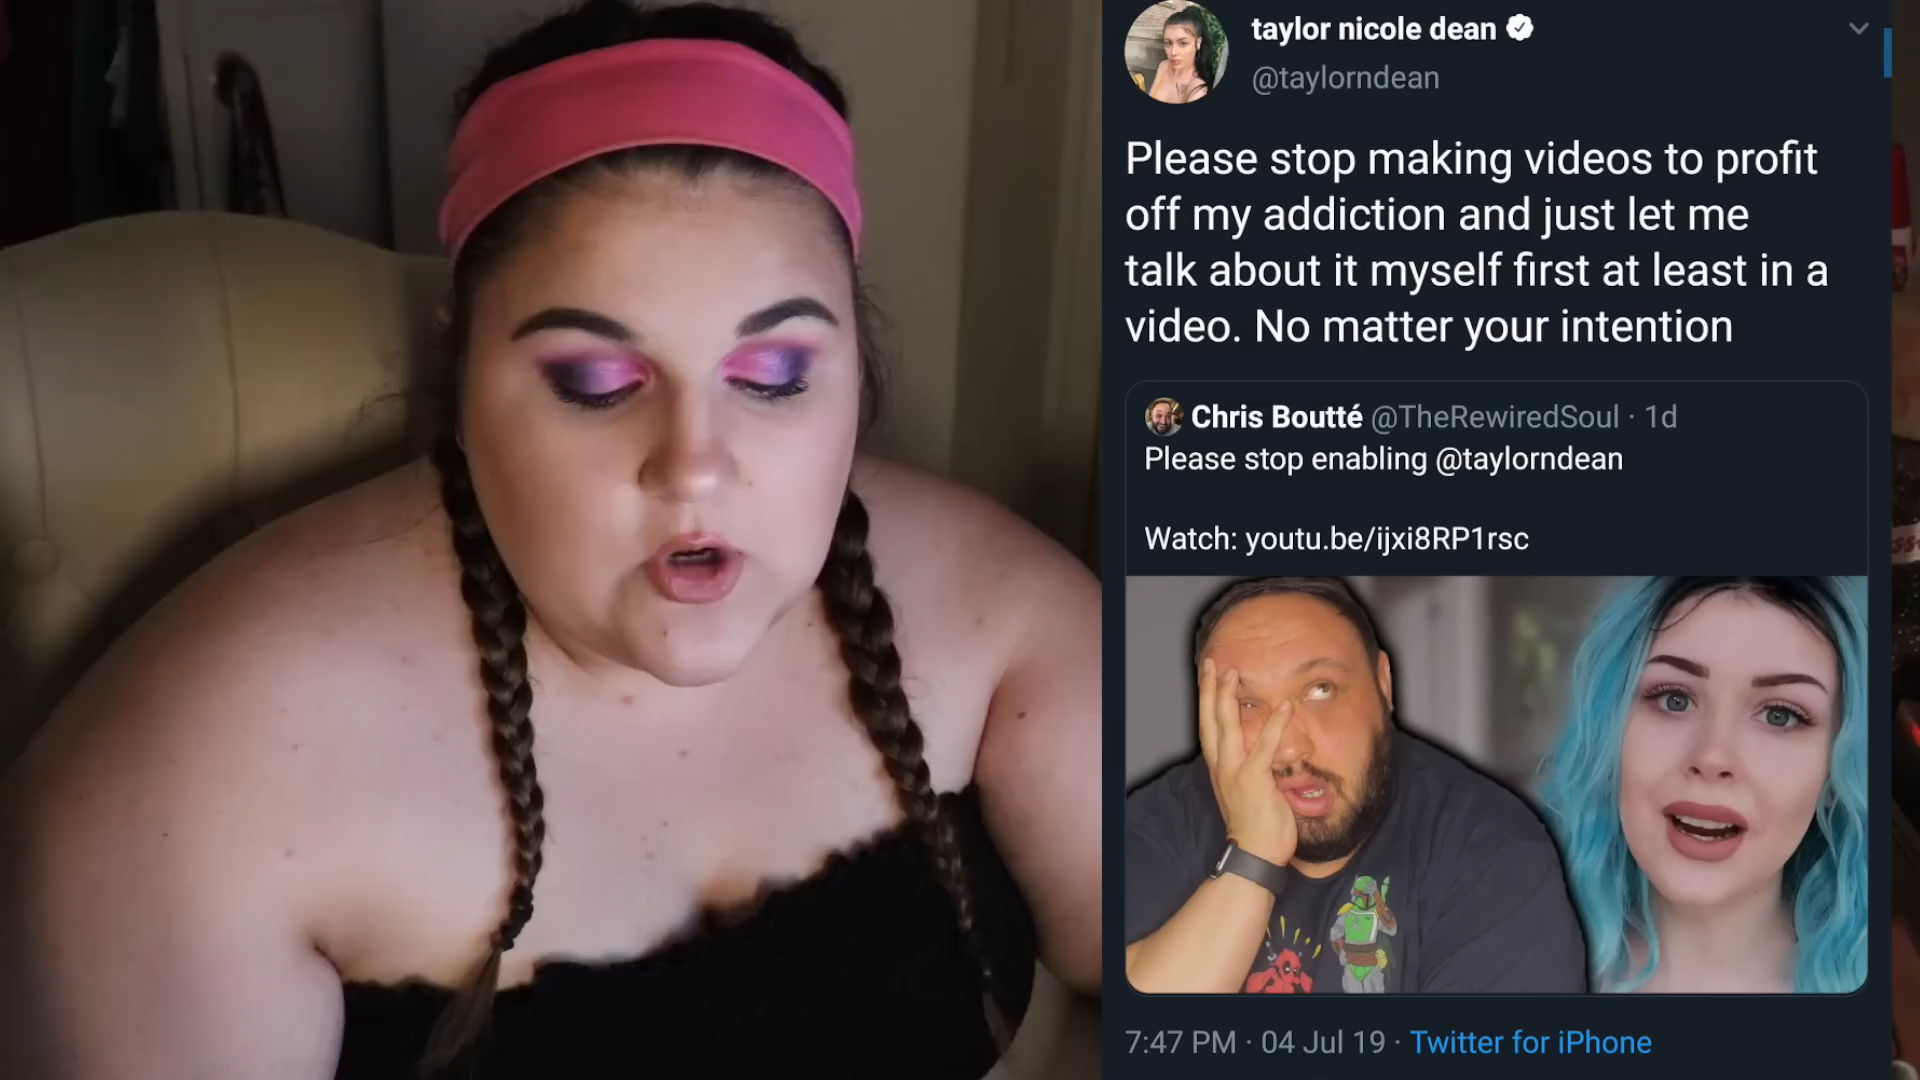 taylor nicole dean
@taylorndean
Please stop making videos to profit
off my addiction and just let me
talk about it myself first at least in a
video. No matter your intention
Chris Boutté @TheRewiredSoul · 1d
Please stop enabling @taylorndean
Watch: youtu.be/ijxi8RP1rsc
7:47 PM · 04 Jul 19 · Twitter for iPhone